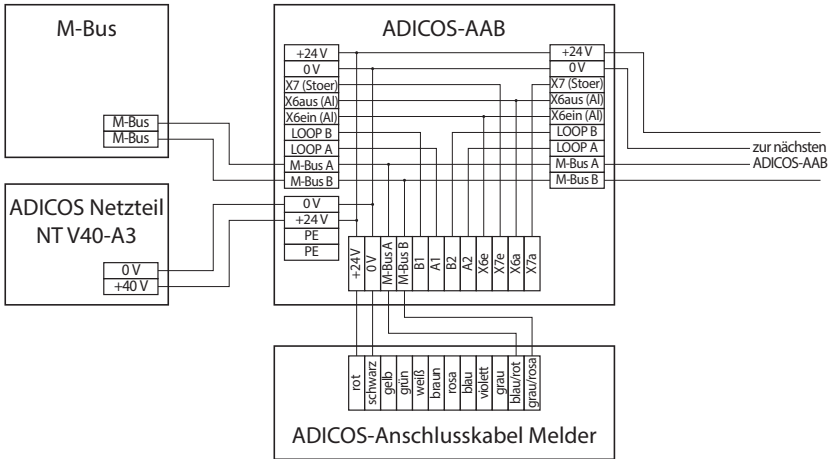 M-Bus
M-Bus
M-Bus
ADICOS Netzteil
NT V40-A3
0 V
+40 V
ADICOS-AAB
+24 V
0 V
X7 (Stoer)
X6aus (Al)
X6ein (Al)
LOOP B
LOOP A
M-Bus A
M-Bus B
0 V
+24 V
PE
PE
+24 V
0 V
X7 (Stoer)
X6aus (Al)
X6ein (Al)
LOOP B
LOOP A
M-Bus A
M-Bus B
zur nächsten
ADICOS-AAB
+24 V
0 V
M-Bus A
M-Bus B
B1
A1
B2
A2
X6e
X7e
X6a
X7a
rot
schwarz
gelb
grün
weiß
braun
rosa
blau
violett
grau
blau/rot
grau/rosa
ADICOS-Anschlusskabel Melder